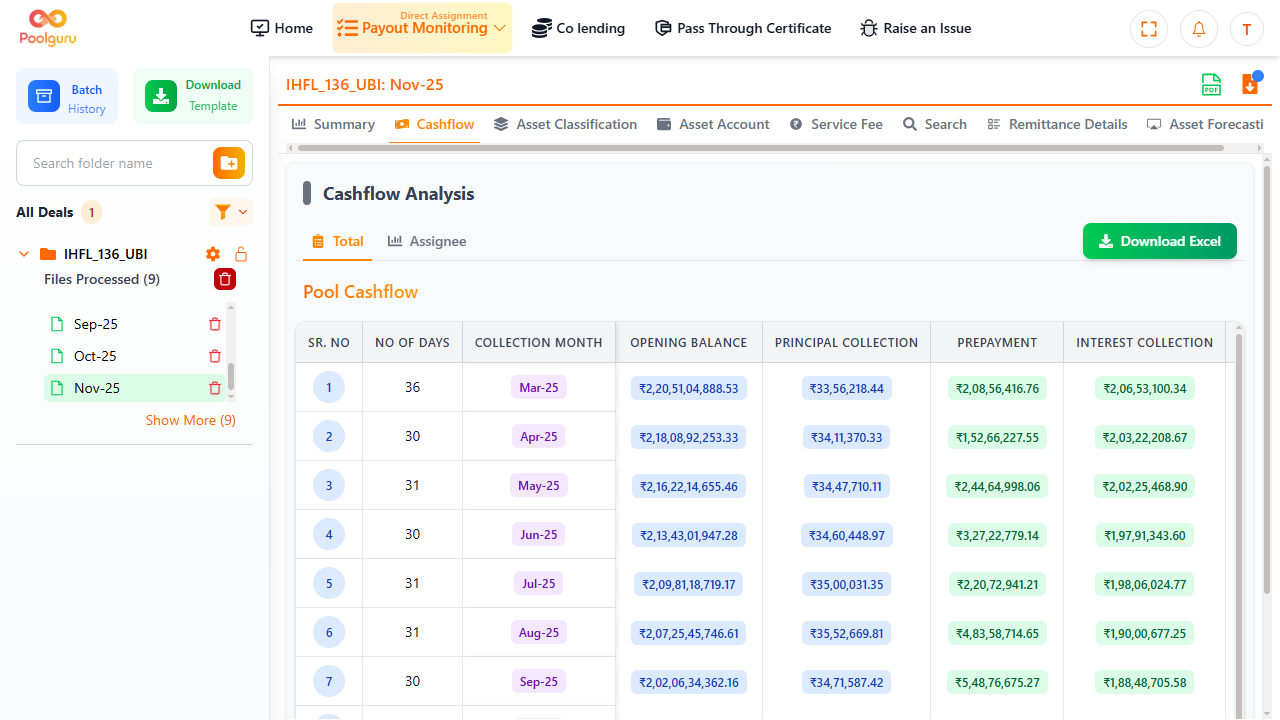 Poolguru
Home
Direct Assignment
Payout Monitoring
Co lending
Pass Through Certificate
Raise an Issue
T
Batch
History
Download
Template
Search folder name
All Deals 1
IHFL_136_UBI
Files Processed (9)
Sep-25
Oct-25
Nov-25
Show More (9)
IHFL_136_UBI: Nov-25
PDF
Summary Cashflow Asset Classification Asset Account Service Fee Search Remittance Details Asset Forecasti
Cashflow Analysis
Total Assignee
Download Excel
Pool Cashflow
SR. NO NO OF DAYS COLLECTION MONTH OPENING BALANCE PRINCIPAL COLLECTION PREPAYMENT INTEREST COLLECTION
1 36 Mar-25 ₹2,20,51,04,888.53 ₹33,56,218.44 ₹2,08,56,416.76 ₹2,06,53,100.34
2 30 Apr-25 ₹2,18,08,92,253.33 ₹34,11,370.33 ₹1,52,66,227.55 ₹2,03,22,208.67
3 31 May-25 ₹2,16,22,14,655.46 ₹34,47,710.11 ₹2,44,64,998.06 ₹2,02,25,468.90
4 30 Jun-25 ₹2,13,43,01,947.28 ₹34,60,448.97 ₹3,27,22,779.14 ₹1,97,91,343.60
5 31 Jul-25 ₹2,09,81,18,719.17 ₹35,00,031.35 ₹2,20,72,941.21 ₹1,98,06,024.77
6 31 Aug-25 ₹2,07,25,45,746.61 ₹35,52,669.81 ₹4,83,58,714.65 ₹1,90,00,677.25
7 30 Sep-25 ₹2,02,06,34,362.16 ₹34,71,587.42 ₹5,48,76,675.27 ₹1,88,48,705.58